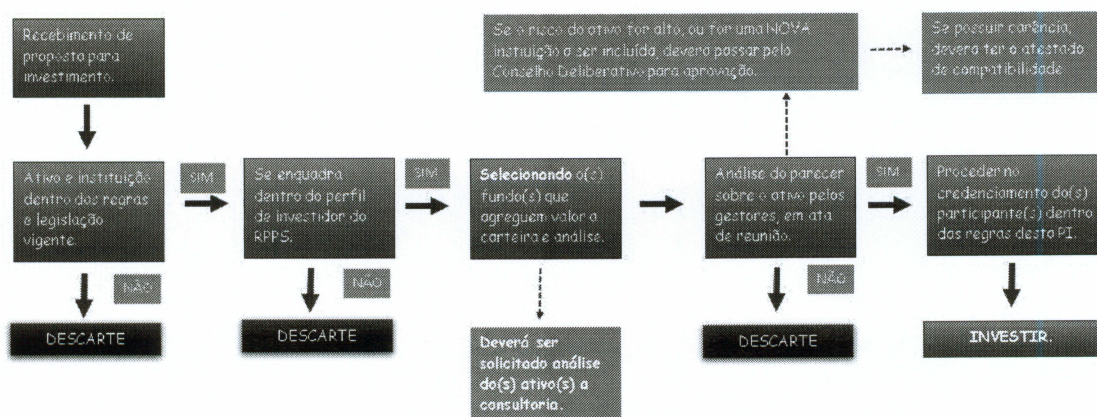 Recebimento de
proposta para
investimento.
Se o risco do ativo for alto, ou for uma NOVA
instiuição a ser incluída, devera passar pelo
Conselho Deliberativo para aprovação.
Se possuir carência,
devera ter o atestado
de compatibilidade
Ativo e instituição
dentro das regras
e legislação
vigente.
SIM
Se enquadra
dentro do perfil
de investidor do
RPPS.
SIM
Selecionando o(s)
fundo(s) que
agreguem valor a
carteira e análise.
Análise do parecer
sobre o ativo pelos
gestores, em ata
de reunião.
SIM
Proceder no
credenciamento do(s)
participante(s) dentro
das regras desta PI.
NÃO
NÃO
NÃO
DESCARTE
DESCARTE
Deverá ser
solicitado análise
do(s) ativo(s) a
consultoria.
DESCARTE
INVESTIR.